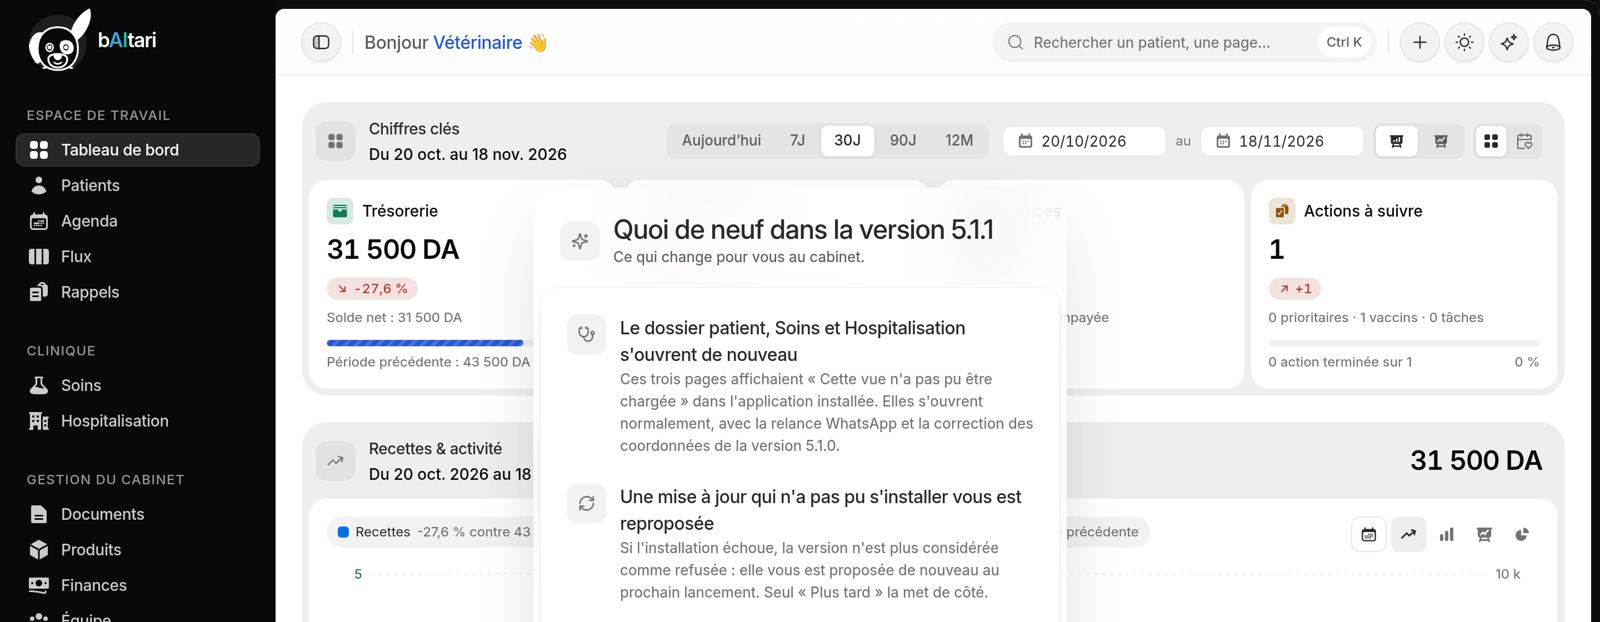 bAItari
Bonjour Vétérinaire 👋
Rechercher un patient, une page...
Ctrl K
ESPACE DE TRAVAIL
Tableau de bord
Patients
Agenda
Flux
Rappels
CLINIQUE
Soins
Hospitalisation
GESTION DU CABINET
Documents
Produits
Finances
Équipe
Chiffres clés
Du 20 oct. au 18 nov. 2026
Aujourd'hui
7J
30J
90J
12M
20/10/2026
au
18/11/2026
Trésorerie
31 500 DA
-27,6 %
Solde net : 31 500 DA
Période précédente : 43 500 DA
Actions à suivre
1
+1
0 prioritaires · 1 vaccins · 0 tâches
0 action terminée sur 1
0 %
Quoi de neuf dans la version 5.1.1
Ce qui change pour vous au cabinet.
Le dossier patient, Soins et Hospitalisation
s'ouvrent de nouveau
Ces trois pages affichaient « Cette vue n'a pas pu être
chargée » dans l'application installée. Elles s'ouvrent
normalement, avec la relance WhatsApp et la correction des
coordonnées de la version 5.1.0.
Une mise à jour qui n'a pas pu s'installer vous est
reproposée
Si l'installation échoue, la version n'est plus considérée
comme refusée : elle vous est proposée de nouveau au
prochain lancement. Seul « Plus tard » la met de côté.
Recettes & activité
Du 20 oct. 2026 au 18
31 500 DA
Recettes
-27,6 % contre 43
précédente
5
10 k